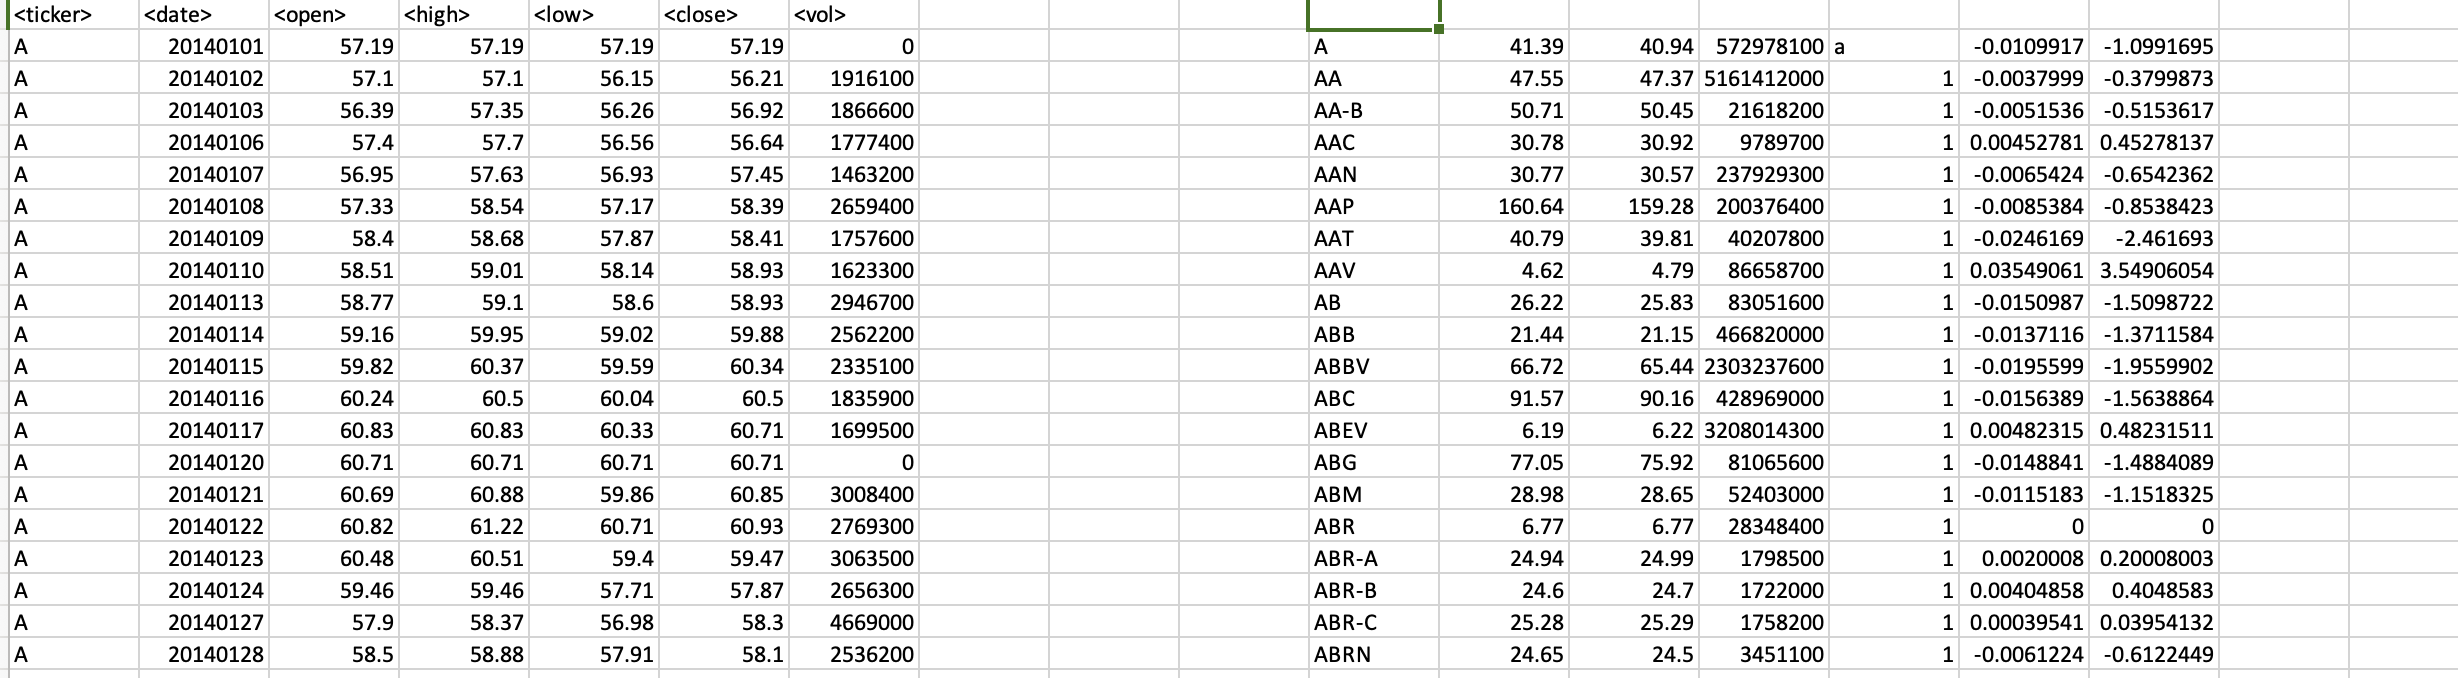 <ticker> <date> <open> <high> <low> <close> <vol>
A 20140101 57.19 57.19 57.19 57.19 0 A 41.39 40.94 572978100 a -0.0109917 -1.0991695
A 20140102 57.1 57.1 56.15 56.21 1916100 AA 47.55 47.37 5161412000 1 -0.0037999 -0.3799873
A 20140103 56.39 57.35 56.26 56.92 1866600 AA-B 50.71 50.45 21618200 1 -0.0051536 -0.5153617
A 20140106 57.4 57.7 56.56 56.64 1777400 AAC 30.78 30.92 9789700 1 0.00452781 0.45278137
A 20140107 56.95 57.63 56.93 57.45 1463200 AAN 30.77 30.57 237929300 1 -0.0065424 -0.6542362
A 20140108 57.33 58.54 57.17 58.39 2659400 AAP 160.64 159.28 200376400 1 -0.0085384 -0.8538423
A 20140109 58.4 58.68 57.87 58.41 1757600 AAT 40.79 39.81 40207800 1 -0.0246169 -2.461693
A 20140110 58.51 59.01 58.14 58.93 1623300 AAV 4.62 4.79 86658700 1 0.03549061 3.54906054
A 20140113 58.77 59.1 58.6 58.93 2946700 AB 26.22 25.83 83051600 1 -0.0150987 -1.5098722
A 20140114 59.16 59.95 59.02 59.88 2562200 ABB 21.44 21.15 466820000 1 -0.0137116 -1.3711584
A 20140115 59.82 60.37 59.59 60.34 2335100 ABBV 66.72 65.44 2303237600 1 -0.0195599 -1.9559902
A 20140116 60.24 60.5 60.04 60.5 1835900 ABC 91.57 90.16 428969000 1 -0.0156389 -1.5638864
A 20140117 60.83 60.83 60.33 60.71 1699500 ABEV 6.19 6.22 3208014300 1 0.00482315 0.48231511
A 20140120 60.71 60.71 60.71 60.71 0 ABG 77.05 75.92 81065600 1 -0.0148841 -1.4884089
A 20140121 60.69 60.88 59.86 60.85 3008400 ABM 28.98 28.65 52403000 1 -0.0115183 -1.1518325
A 20140122 60.82 61.22 60.71 60.93 2769300 ABR 6.77 6.77 28348400 1 0 0
A 20140123 60.48 60.51 59.4 59.47 3063500 ABR-A 24.94 24.99 1798500 1 0.0020008 0.20008003
A 20140124 59.46 59.46 57.71 57.87 2656300 ABR-B 24.6 24.7 1722000 1 0.00404858 0.4048583
A 20140127 57.9 58.37 56.98 58.3 4669000 ABR-C 25.28 25.29 1758200 1 0.00039541 0.03954132
A 20140128 58.5 58.88 57.91 58.1 2536200 ABRN 24.65 24.5 3451100 1 -0.0061224 -0.6122449